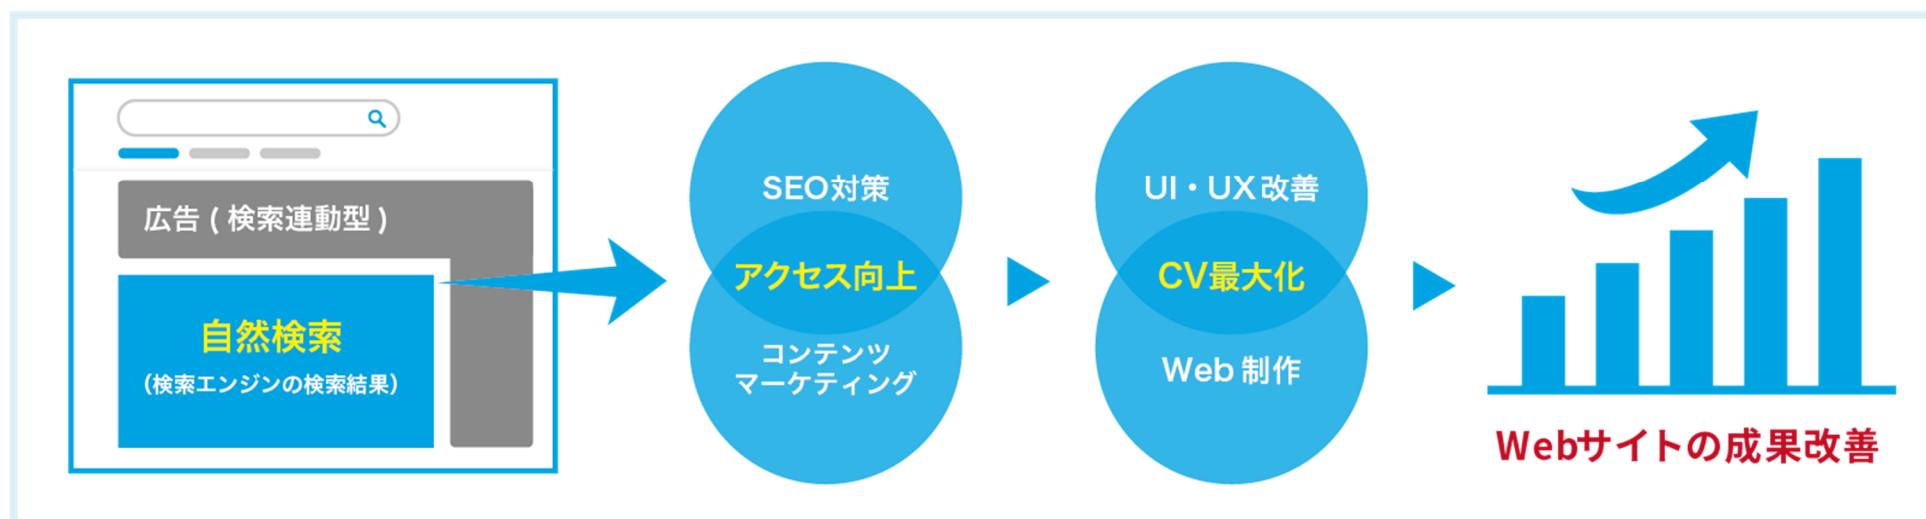 広告 ( 検索連動型 )
自然検索
（検索エンジンの検索結果）
SEO対策
アクセス向上
コンテンツ
マーケティング
UI・UX改善
CV最大化
Web 制作
Webサイトの成果改善